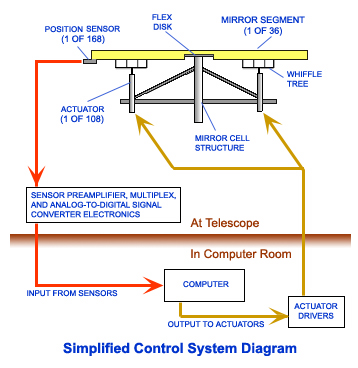 POSITION SENSOR
(1 OF 168)
FLEX
DISK
MIRROR SEGMENT
(1 OF 36)
ACTUATOR
(1 OF 108)
WHIFFLE
TREE
MIRROR CELL
STRUCTURE
SENSOR PREAMPLIFIER, MULTIPLEX,
AND ANALOG-TO-DIGITAL SIGNAL
CONVERTER ELECTRONICS
At Telescope
In Computer Room
INPUT FROM SENSORS
COMPUTER
OUTPUT TO ACTUATORS
ACTUATOR
DRIVERS
Simplified Control System Diagram